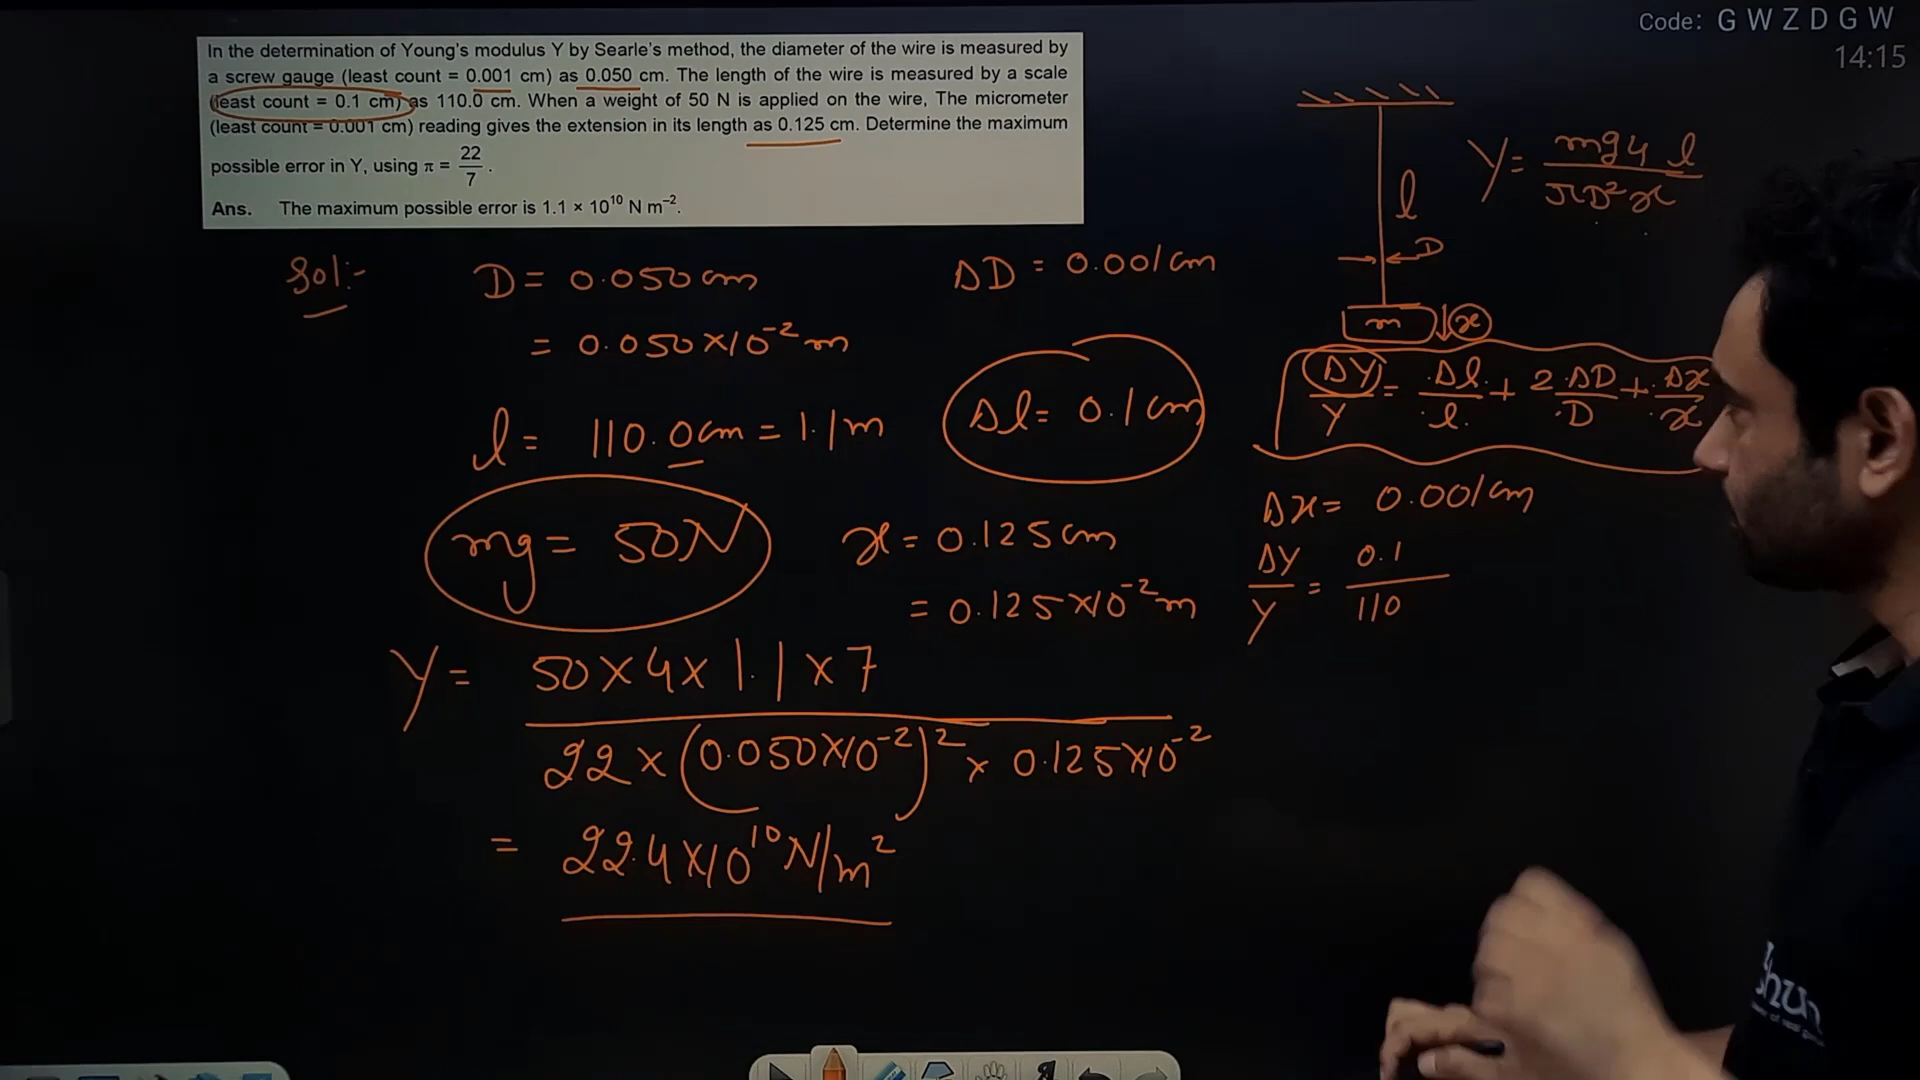 Code: G W Z D G W
14:15
In the determination of Young's modulus Y by Searle's method, the diameter of the wire is measured by
a screw gauge (least count = 0.001 cm) as 0.050 cm. The length of the wire is measured by a scale
(least count = 0.1 cm) as 110.0 cm. When a weight of 50 N is applied on the wire, The micrometer
(least count = 0.001 cm) reading gives the extension in its length as 0.125 cm. Determine the maximum
possible error in Y, using π = 22/7 .
Ans. The maximum possible error is 1.1 × 10¹⁰ N m⁻².
l
D
m
x
Y = mg4 l / πD²x
Sol:-
D = 0.050 cm
ΔD = 0.001 cm
= 0.050×10⁻² m
l = 110.0 cm = 1.1 m
Δl = 0.1 cm
ΔY/Y = Δl/l + 2 ΔD/D + Δx/x
mg = 50N
x = 0.125 cm
= 0.125×10⁻² m
Δx = 0.001 cm
ΔY/Y = 0.1/110
Y = 50 × 4 × 1.1 × 7 / 22 × (0.050×10⁻²)² × 0.125×10⁻²
= 22.4×10¹⁰ N/m²